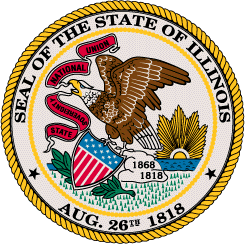 SEAL OF THE STATE OF ILLINOIS
NATIONAL UNION
STATE SOVEREIGNTY
1868
1818
AUG. 26TH 1818